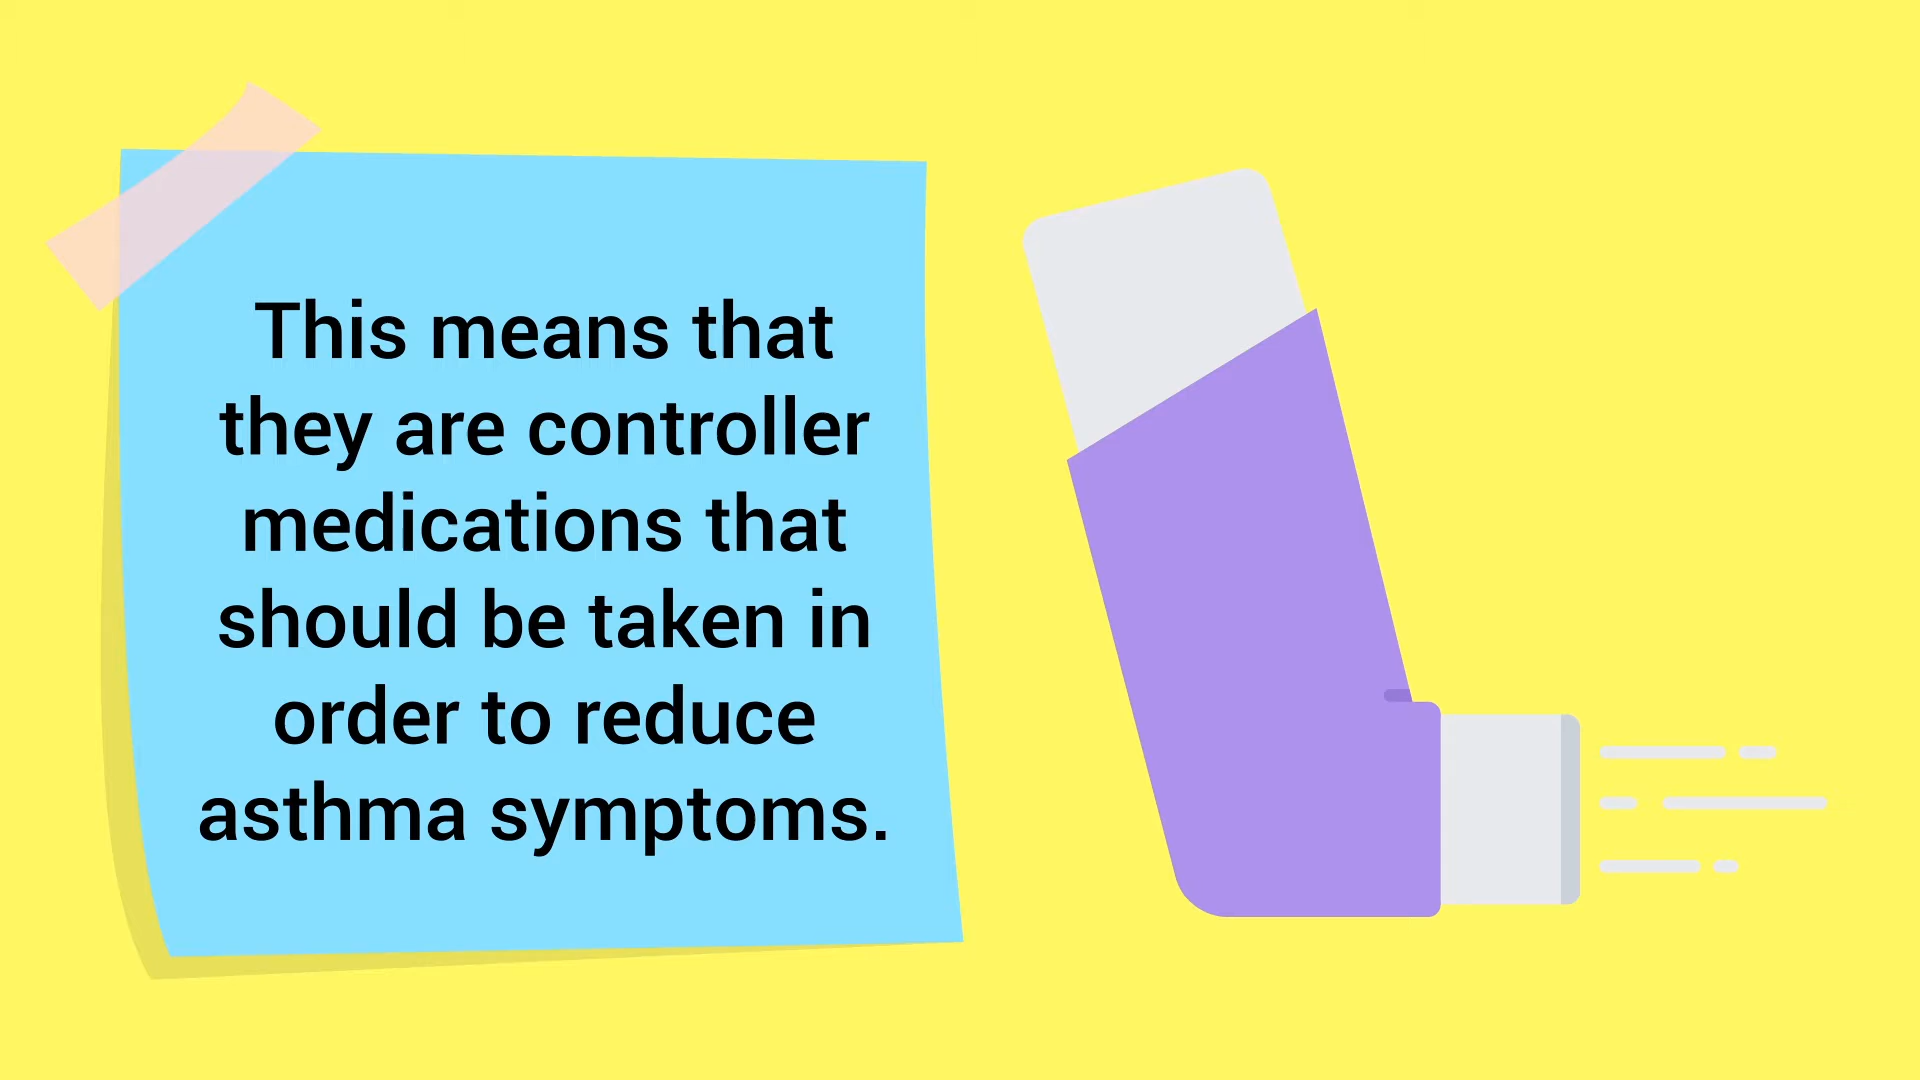 This means that
they are controller
medications that
should be taken in
order to reduce
asthma symptoms.